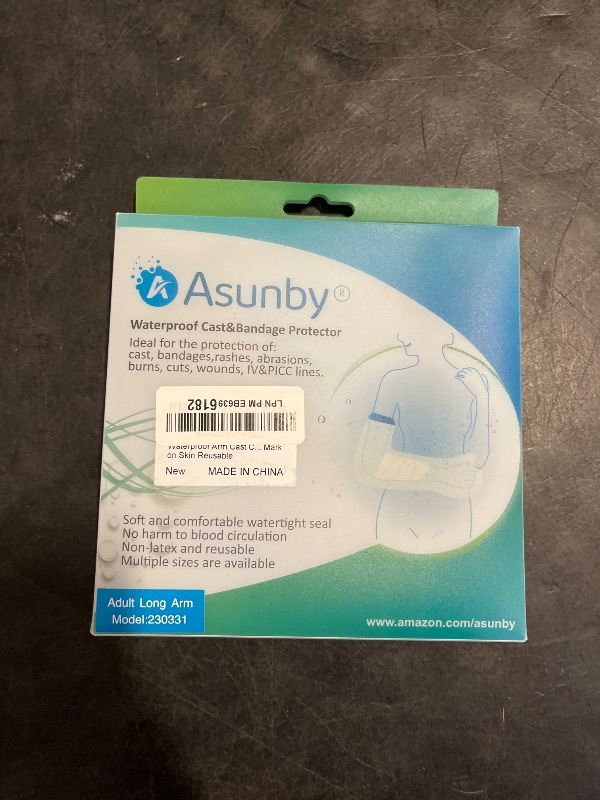 Asunby®
Waterproof Cast&Bandage Protector
Ideal for the protection of:
cast, bandages,rashes, abrasions,
burns, cuts, wounds, IV&PICC lines.
LPN PM EB6396182
Waterproof Arm Cast C... Mark
on Skin Reusable
New MADE IN CHINA
Soft and comfortable watertight seal
No harm to blood circulation
Non-latex and reusable
Multiple sizes are available
Adult Long Arm
Model:230331
www.amazon.com/asunby